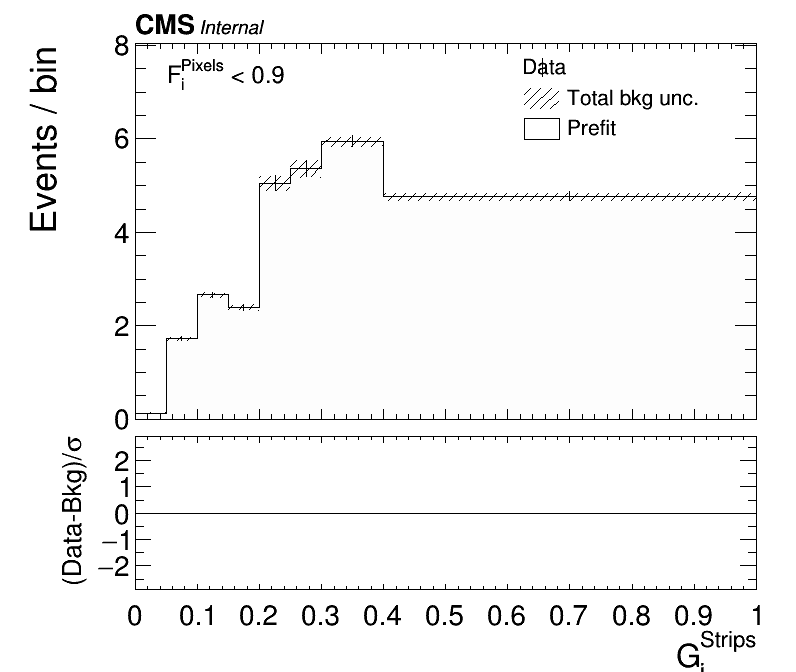 CMS Internal
Events / bin
F_i^Pixels < 0.9
Data
Total bkg unc.
Prefit
8
6
4
2
0
(Data-Bkg)/σ
2
1
0
−1
−2
0 0.1 0.2 0.3 0.4 0.5 0.6 0.7 0.8 0.9 1
G_i^Strips